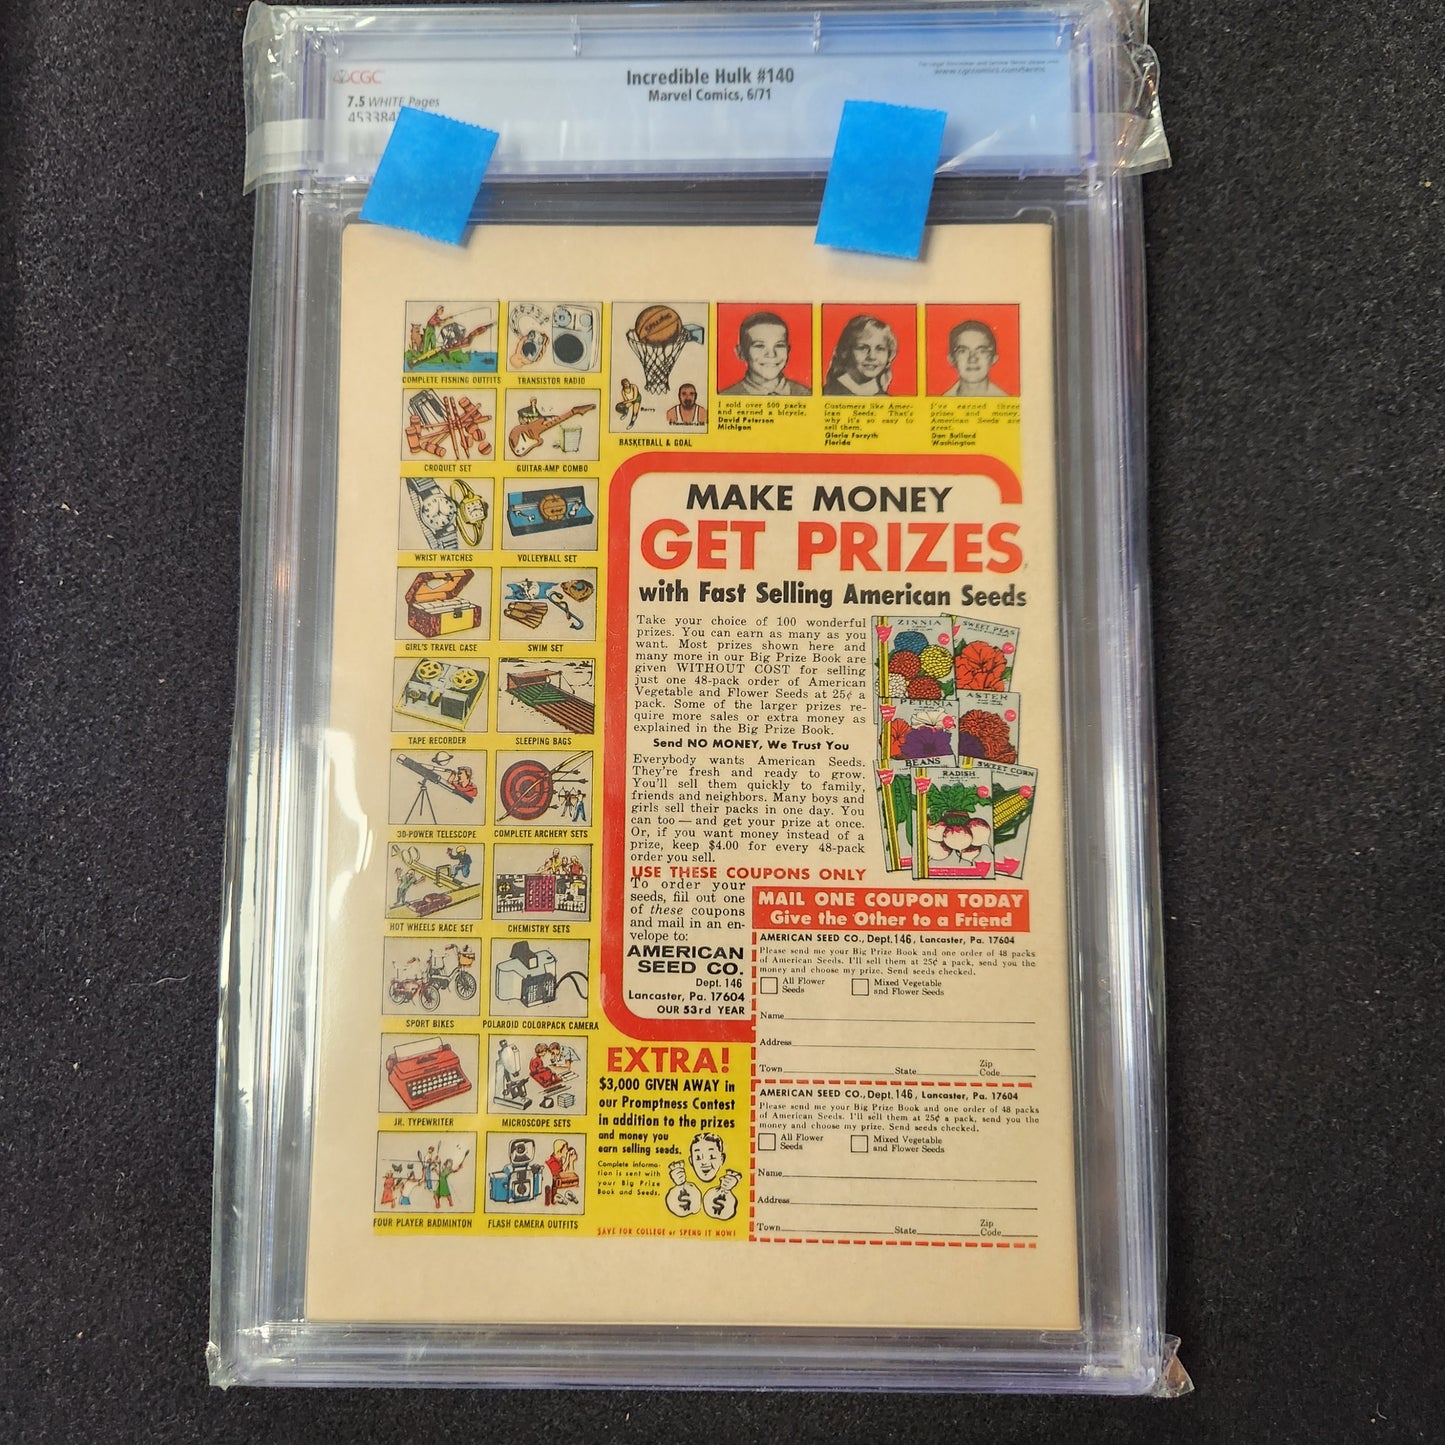 CGC
Incredible Hulk #140
Marvel Comics, 6/71
7.5 WHITE Pages
www.cgccomics.com/terms
COMPLETE FISHING OUTFITS
TRANSISTOR RADIO
CROQUET SET
GUITAR-AMP COMBO
BASKETBALL & GOAL
SPALDING
WRIST WATCHES
VOLLEYBALL SET
GIRL'S TRAVEL CASE
SWIM SET
TAPE RECORDER
SLEEPING BAGS
30-POWER TELESCOPE
COMPLETE ARCHERY SETS
HOT WHEELS RACE SET
CHEMISTRY SETS
SPORT BIKES
POLAROID COLORPACK CAMERA
JR. TYPEWRITER
MICROSCOPE SETS
FOUR PLAYER BADMINTON
FLASH CAMERA OUTFITS
I sold over 500 packs
and earned a bicycle.
David Peterson
Michigan
Customers like Amer-
ican Seeds. That's
why it's so easy to
sell them.
Gloria Forsyth
Florida
I've earned three
prizes and money.
American Seeds are
great.
Dan Bulford
Washington
MAKE MONEY
GET PRIZES
with Fast Selling American Seeds
Take your choice of 100 wonderful
prizes. You can earn as many as you
want. Most prizes shown here and
many more in our Big Prize Book are
given WITHOUT COST for selling
just one 48-pack order of American
Vegetable and Flower Seeds at 25¢ a
pack. Some of the larger prizes re-
quire more sales or extra money as
explained in the Big Prize Book.
Send NO MONEY, We Trust You
Everybody wants American Seeds.
They're fresh and ready to grow.
You'll sell them quickly to family,
friends and neighbors. Many boys and
girls sell their packs in one day. You
can too — and get your prize at once.
Or, if you want money instead of a
prize, keep $4.00 for every 48-pack
order you sell.
ZINNIA
SWEET PEAS
PETUNIA
ASTER
BEANS
RADISH
SWEET CORN
USE THESE COUPONS ONLY
To order your
seeds, fill out one
of these coupons
and mail in an en-
velope to:
AMERICAN
SEED CO.
Dept. 146
Lancaster, Pa. 17604
OUR 53rd YEAR
MAIL ONE COUPON TODAY
Give the Other to a Friend
AMERICAN SEED CO., Dept. 146, Lancaster, Pa. 17604
Please send me your Big Prize Book and one order of 48 packs
of American Seeds. I'll sell them at 25¢ a pack, send you the
money and choose my prize. Send seeds checked.
All Flower
Seeds
Mixed Vegetable
and Flower Seeds
Name
Address
Town State Zip Code
AMERICAN SEED CO., Dept. 146, Lancaster, Pa. 17604
Please send me your Big Prize Book and one order of 48 packs
of American Seeds. I'll sell them at 25¢ a pack, send you the
money and choose my prize. Send seeds checked.
All Flower
Seeds
Mixed Vegetable
and Flower Seeds
Name
Address
Town State Zip Code
EXTRA!
$3,000 GIVEN AWAY in
our Promptness Contest
in addition to the prizes
and money you
earn selling seeds.
Complete informa-
tion is sent with
your Big Prize
Book and Seeds.
$ $
SAVE FOR COLLEGE or SPEND IT NOW!